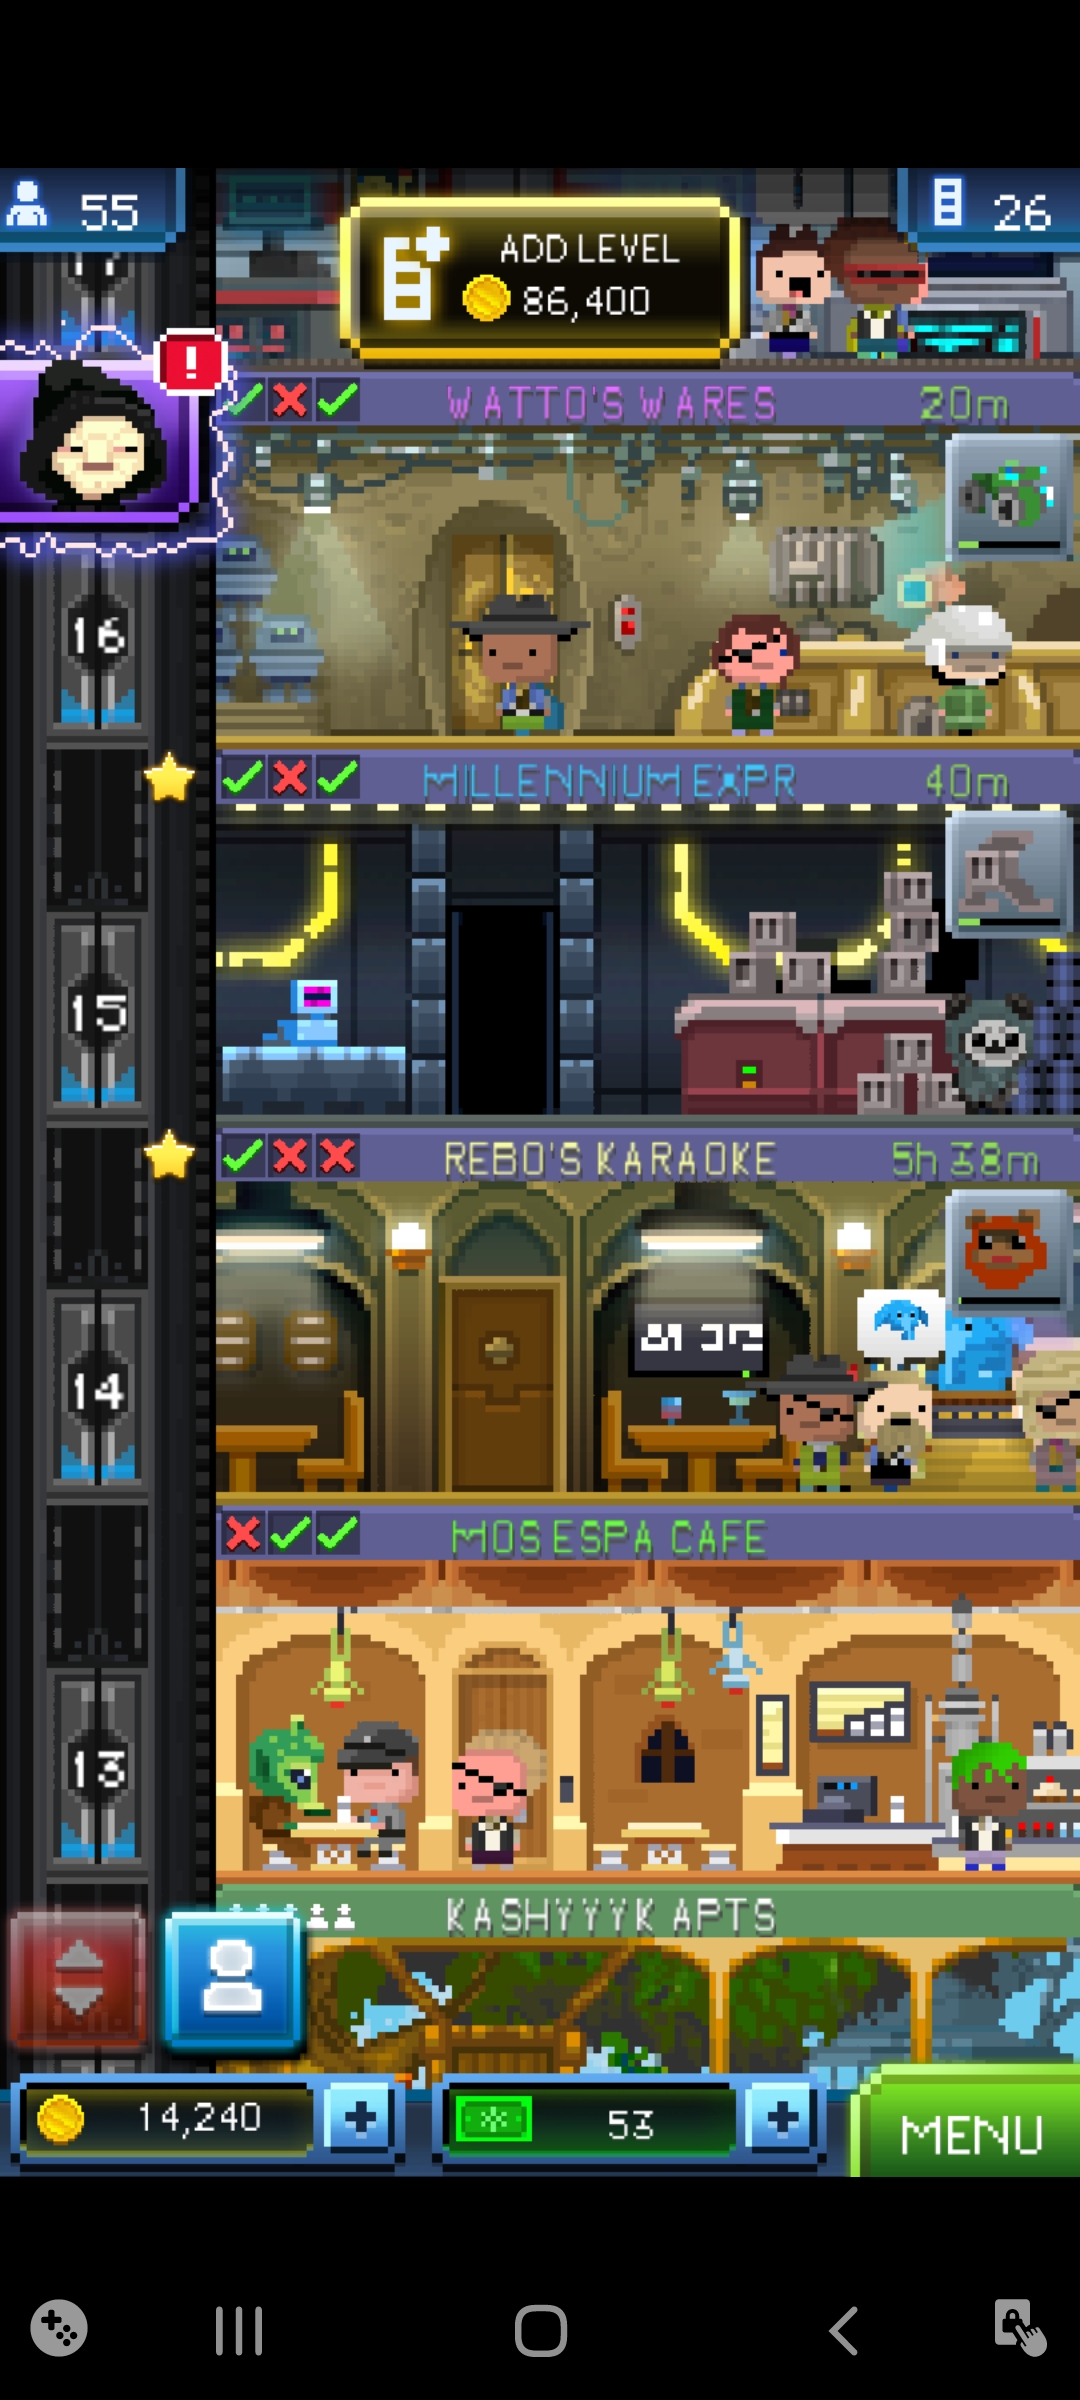 55
ADD LEVEL
86,400
26
17
!
WATTO'S WARES
20m
16
MILLENNIUM EXPR
40m
15
REBO'S KARAOKE
5h 38m
14
MOS ESPA CAFE
13
KASHYYYK APTS
14,240
53
MENU